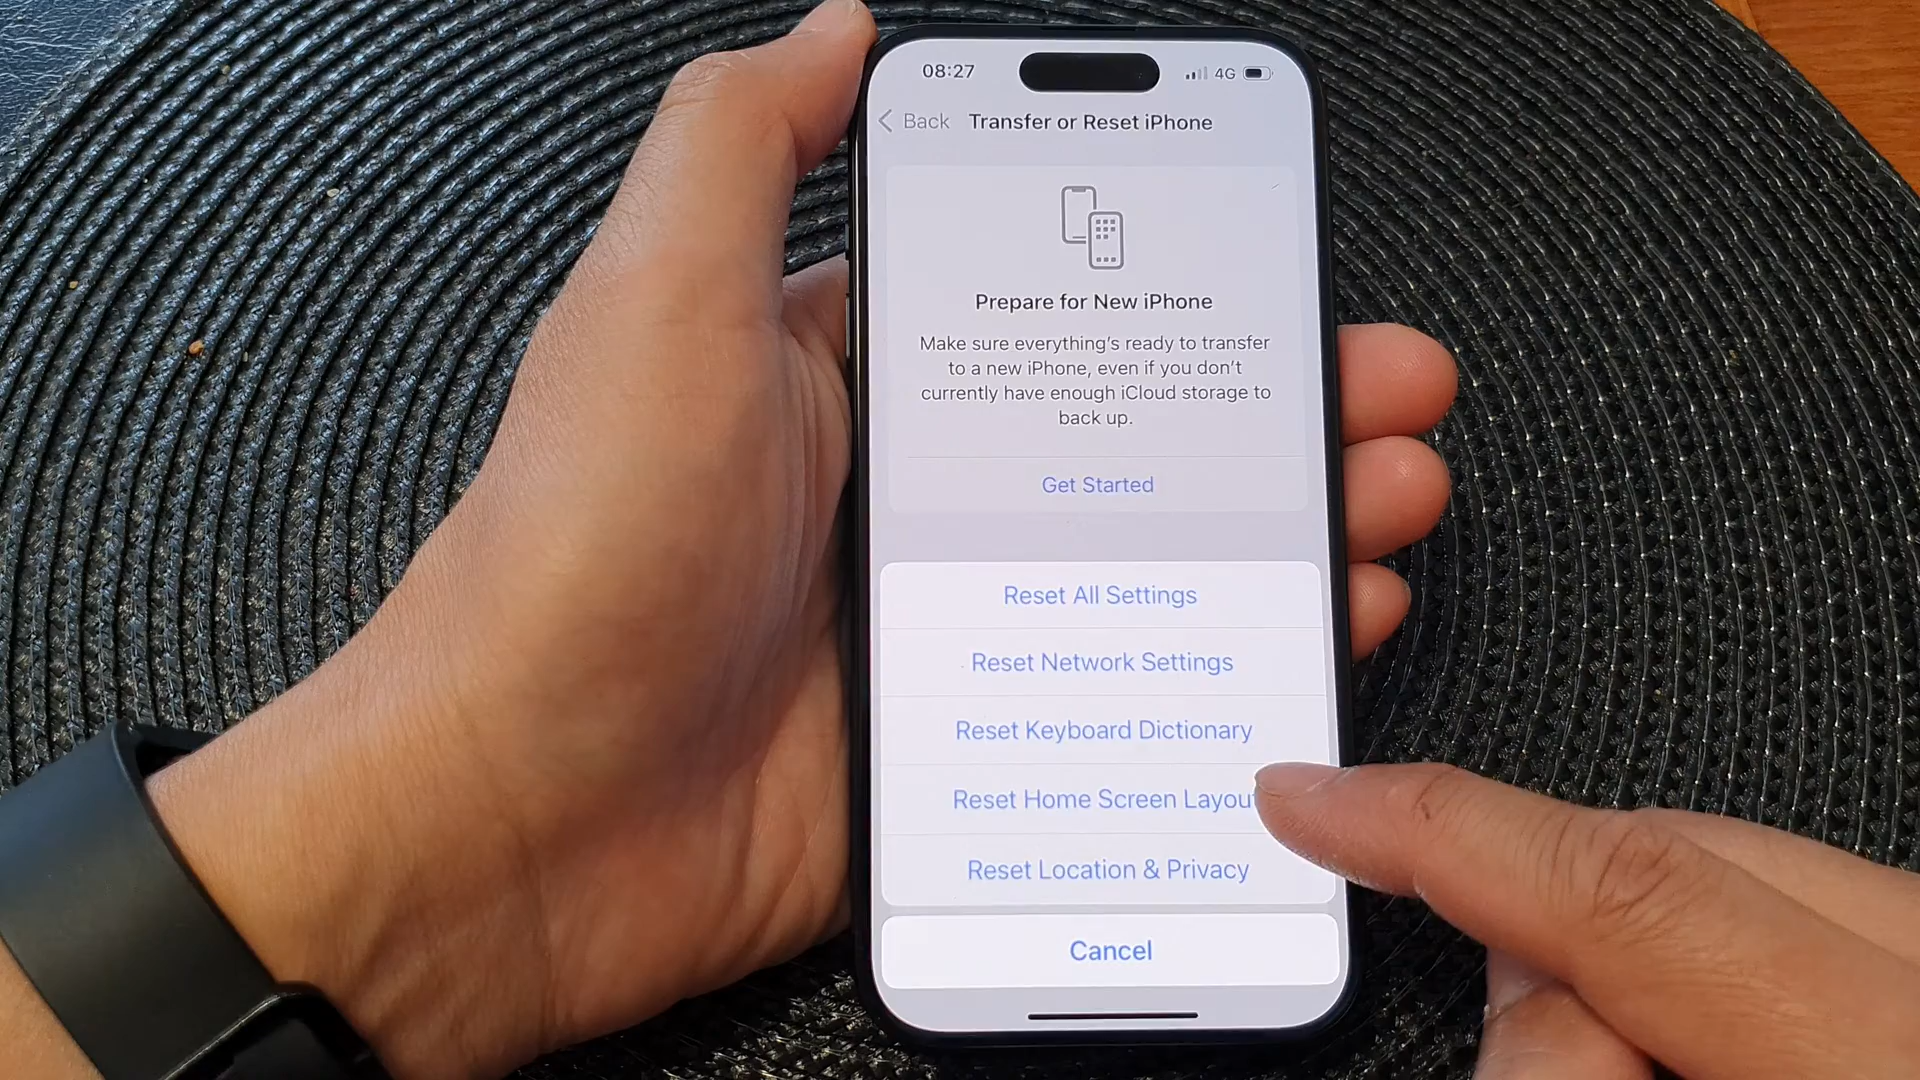 08:27 4G
Back Transfer or Reset iPhone
Prepare for New iPhone
Make sure everything's ready to transfer
to a new iPhone, even if you don't
currently have enough iCloud storage to
back up.
Get Started
Reset All Settings
Reset Network Settings
Reset Keyboard Dictionary
Reset Home Screen Layout
Reset Location & Privacy
Cancel